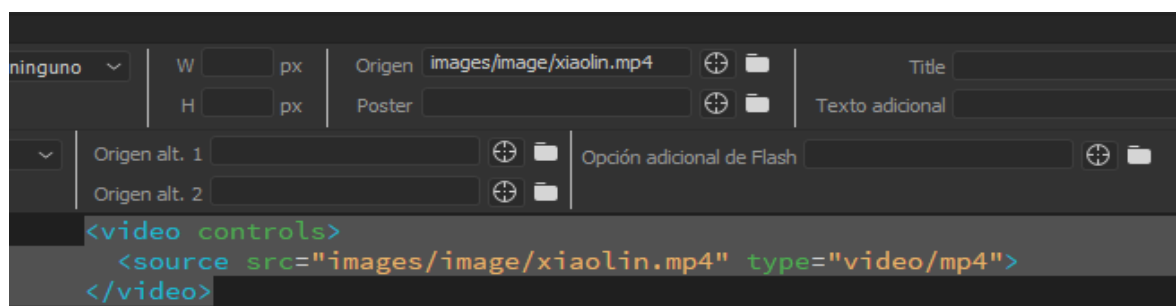 ninguno W px Origen images/image/xiaolin.mp4 Title
H px Poster Texto adicional
Origen alt. 1 Opción adicional de Flash
Origen alt. 2
<video controls>
<source src="images/image/xiaolin.mp4" type="video/mp4">
</video>